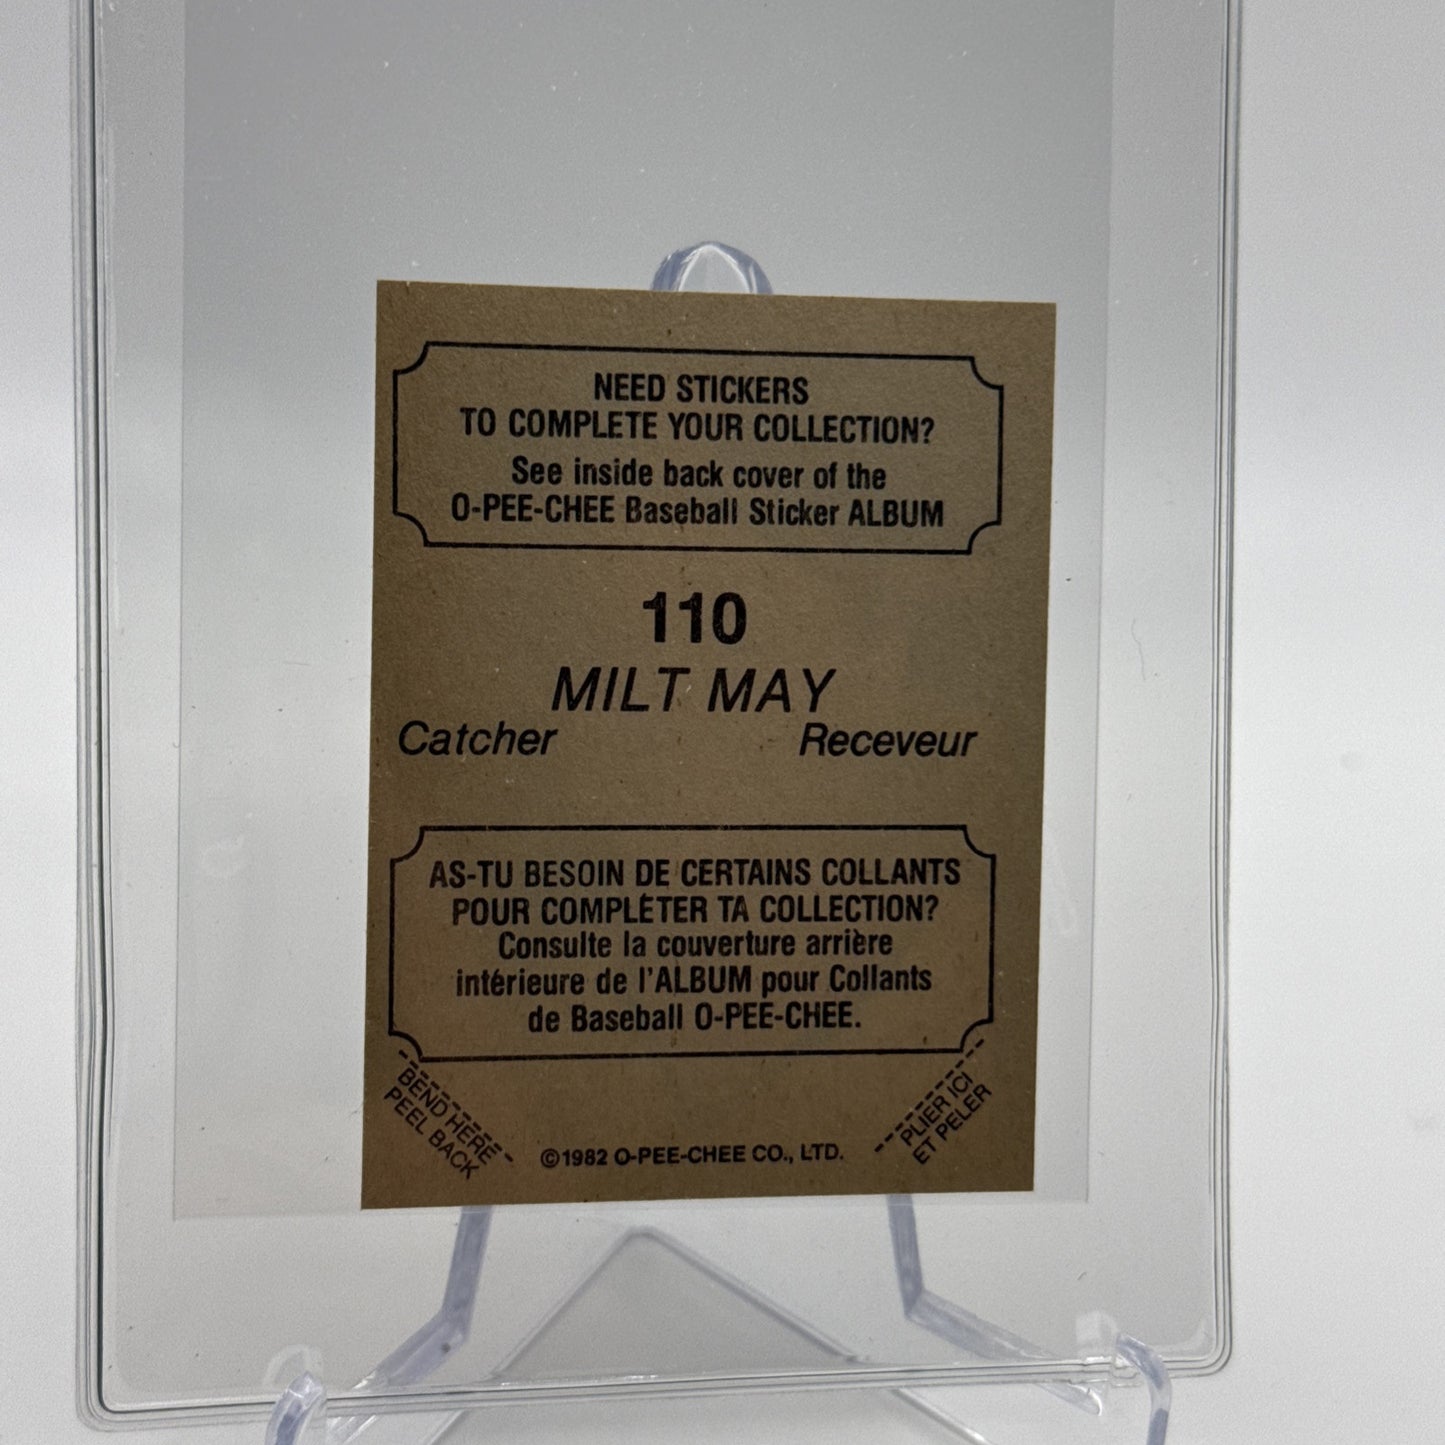 NEED STICKERS
TO COMPLETE YOUR COLLECTION?
See inside back cover of the
O-PEE-CHEE Baseball Sticker ALBUM
110
MILT MAY
Catcher Receveur
AS-TU BESOIN DE CERTAINS COLLANTS
POUR COMPLÉTER TA COLLECTION?
Consulte la couverture arrière
intérieure de l'ALBUM pour Collants
de Baseball O-PEE-CHEE.
BEND HERE
PEEL BACK
©1982 O-PEE-CHEE CO., LTD.
PLIER ICI
ET PELER